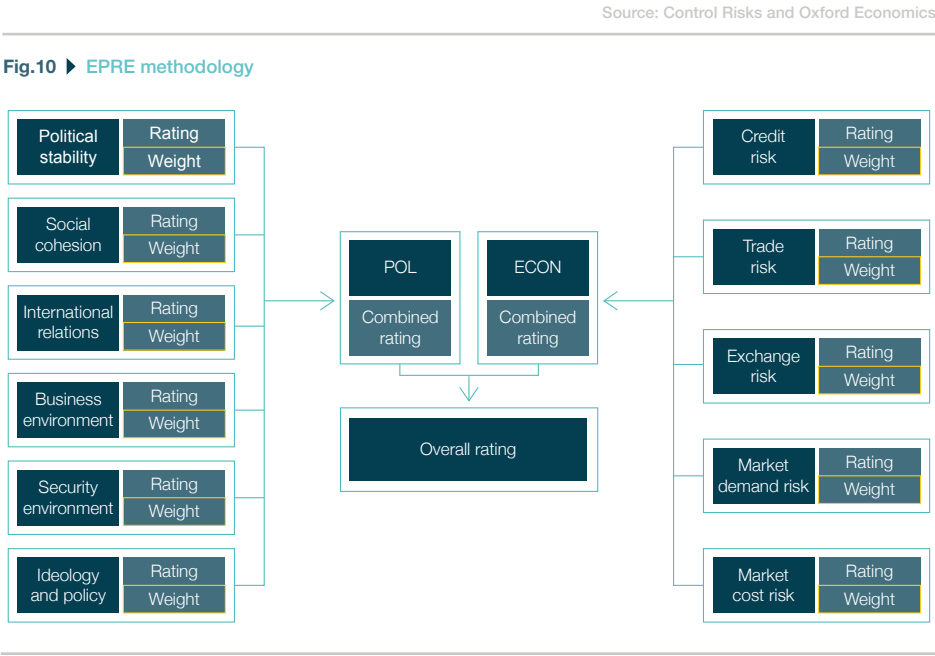 Source: Control Risks and Oxford Economics
Fig.10 EPRE methodology
Political
stability
Rating
Weight
Social
cohesion
Rating
Weight
International
relations
Rating
Weight
Business
environment
Rating
Weight
Security
environment
Rating
Weight
Ideology
and policy
Rating
Weight
POL
Combined
rating
ECON
Combined
rating
Overall rating
Credit
risk
Rating
Weight
Trade
risk
Rating
Weight
Exchange
risk
Rating
Weight
Market
demand risk
Rating
Weight
Market
cost risk
Rating
Weight